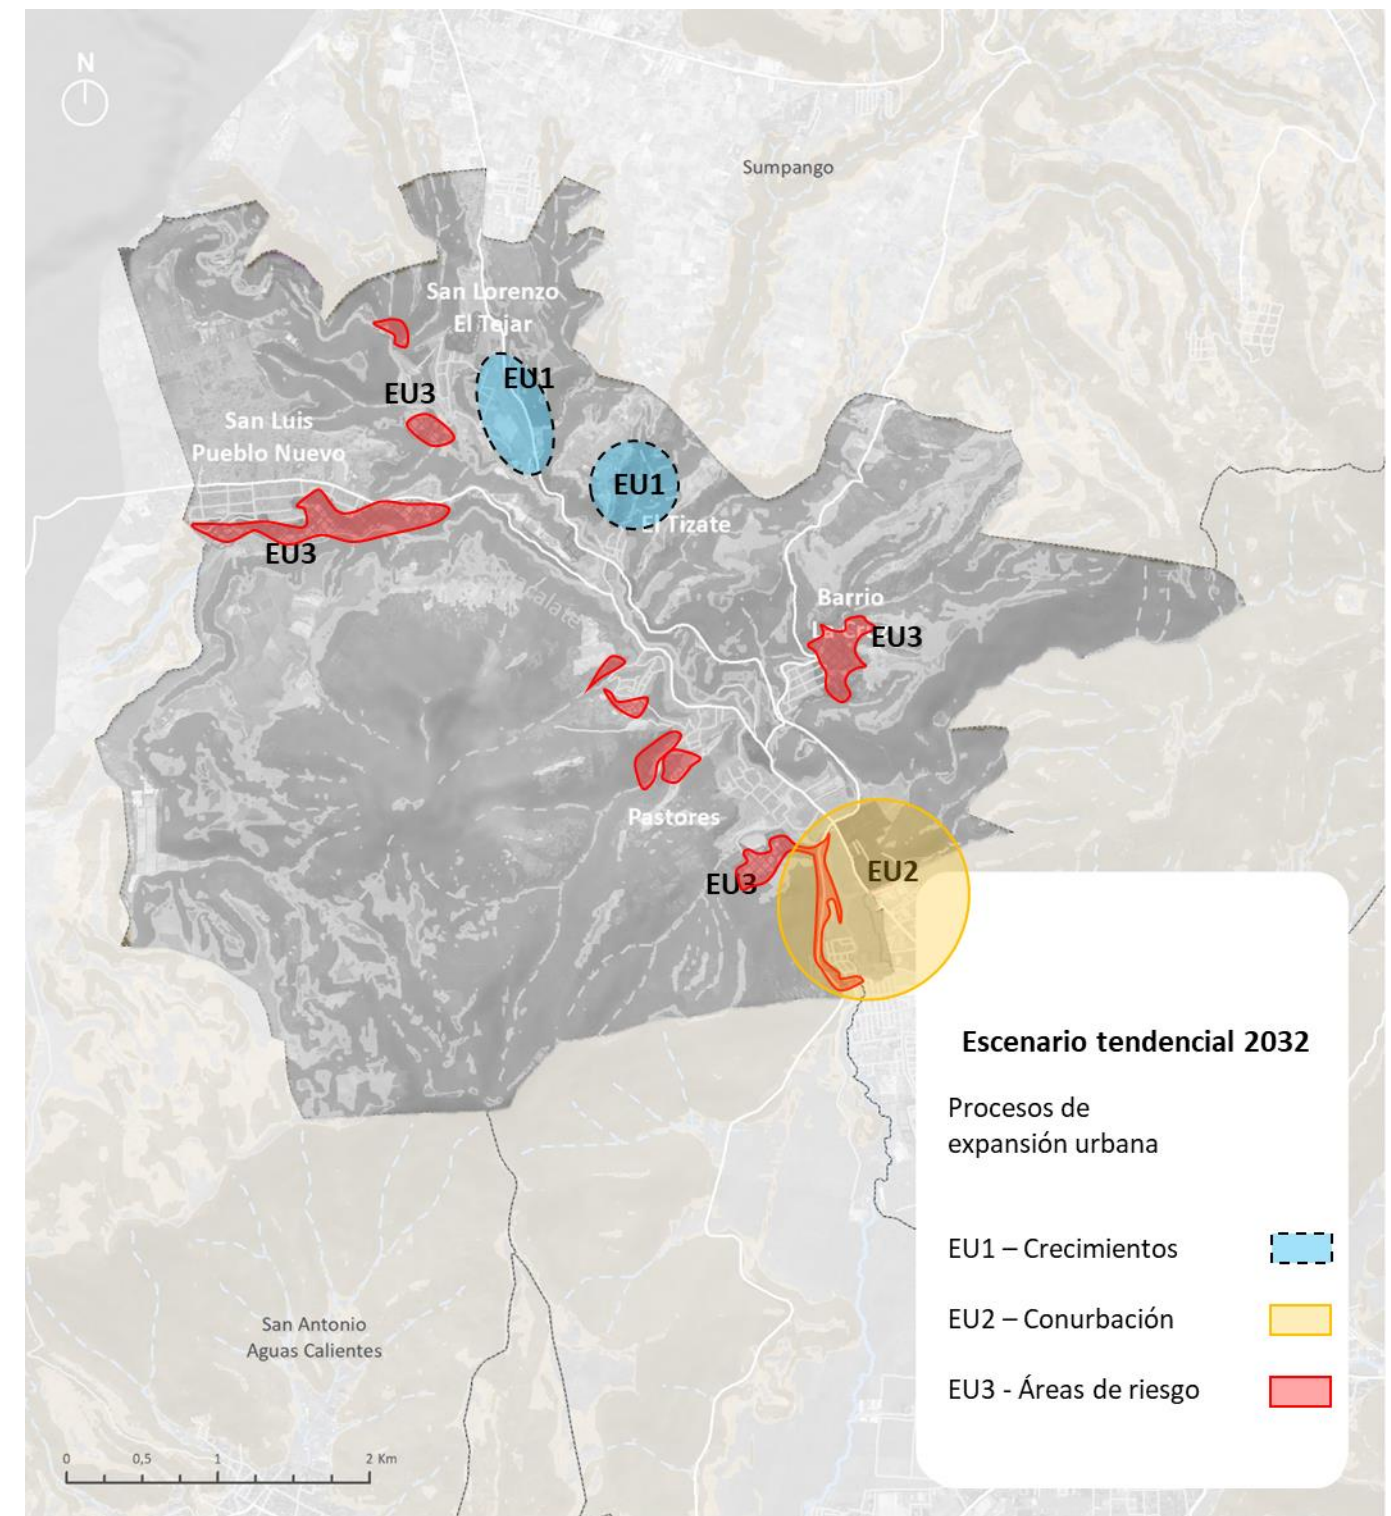 N
Sumpango
San Lorenzo
El Tejar
EU1
EU3
San Luis
Pueblo Nuevo
EU1
El Tizate
EU3
Barrio
EU3
Pastores
EU2
EU3
Escenario tendencial 2032
Procesos de
expansión urbana
EU1 – Crecimientos
EU2 – Conurbación
EU3 - Áreas de riesgo
San Antonio
Aguas Calientes
0 0,5 1 2 Km